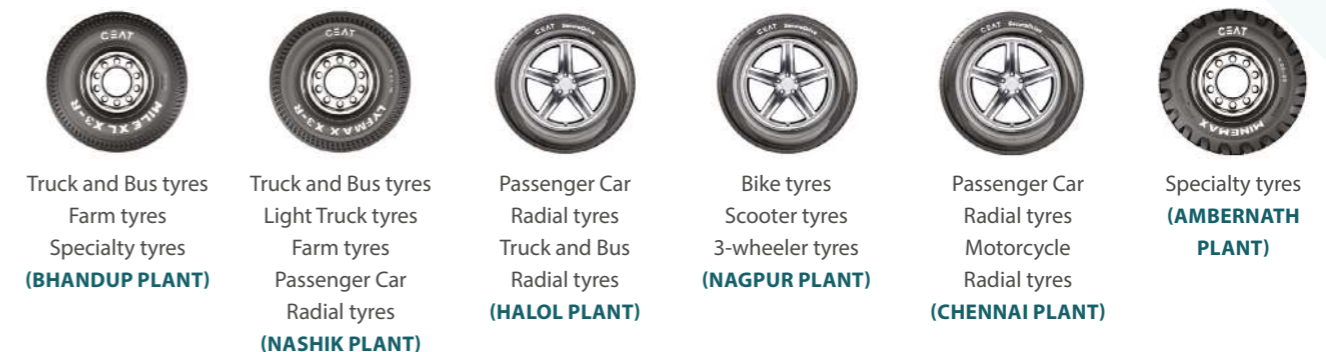 CEAT
MILE XL X3-R
CEAT
LYFMAX X3-R
CEAT SecuraDrive
CEAT SecuraDrive
CEAT SecuraDrive
CEAT
MINEMAX
Truck and Bus tyres
Farm tyres
Specialty tyres
(BHANDUP PLANT)
Truck and Bus tyres
Light Truck tyres
Farm tyres
Passenger Car
Radial tyres
(NASHIK PLANT)
Passenger Car
Radial tyres
Truck and Bus
Radial tyres
(HALOL PLANT)
Bike tyres
Scooter tyres
3-wheeler tyres
(NAGPUR PLANT)
Passenger Car
Radial tyres
Motorcycle
Radial tyres
(CHENNAI PLANT)
Specialty tyres
(AMBERNATH
PLANT)